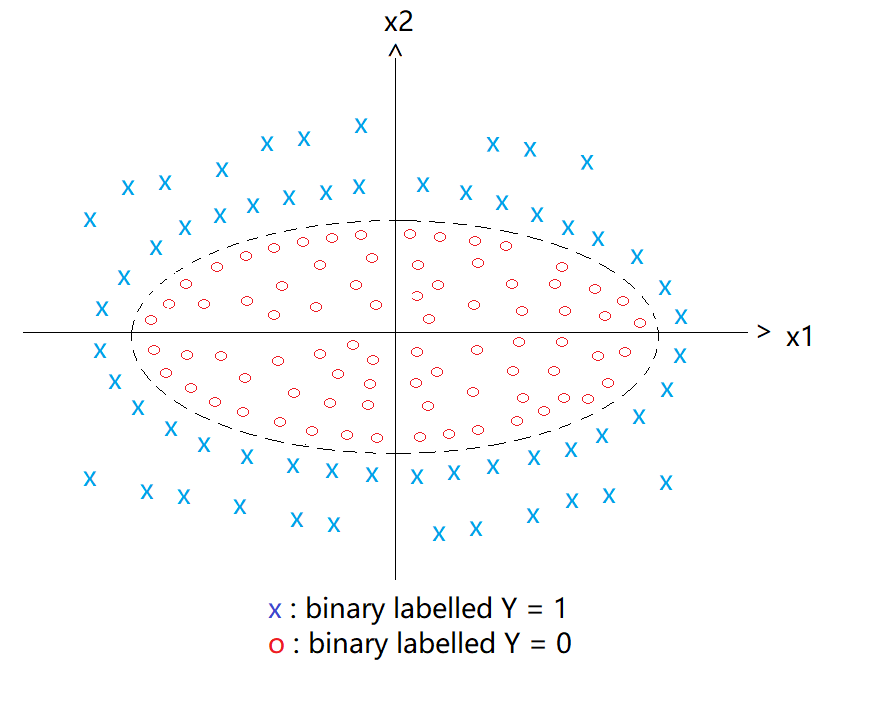 x2
> x1
x : binary labelled Y = 1
o : binary labelled Y = 0